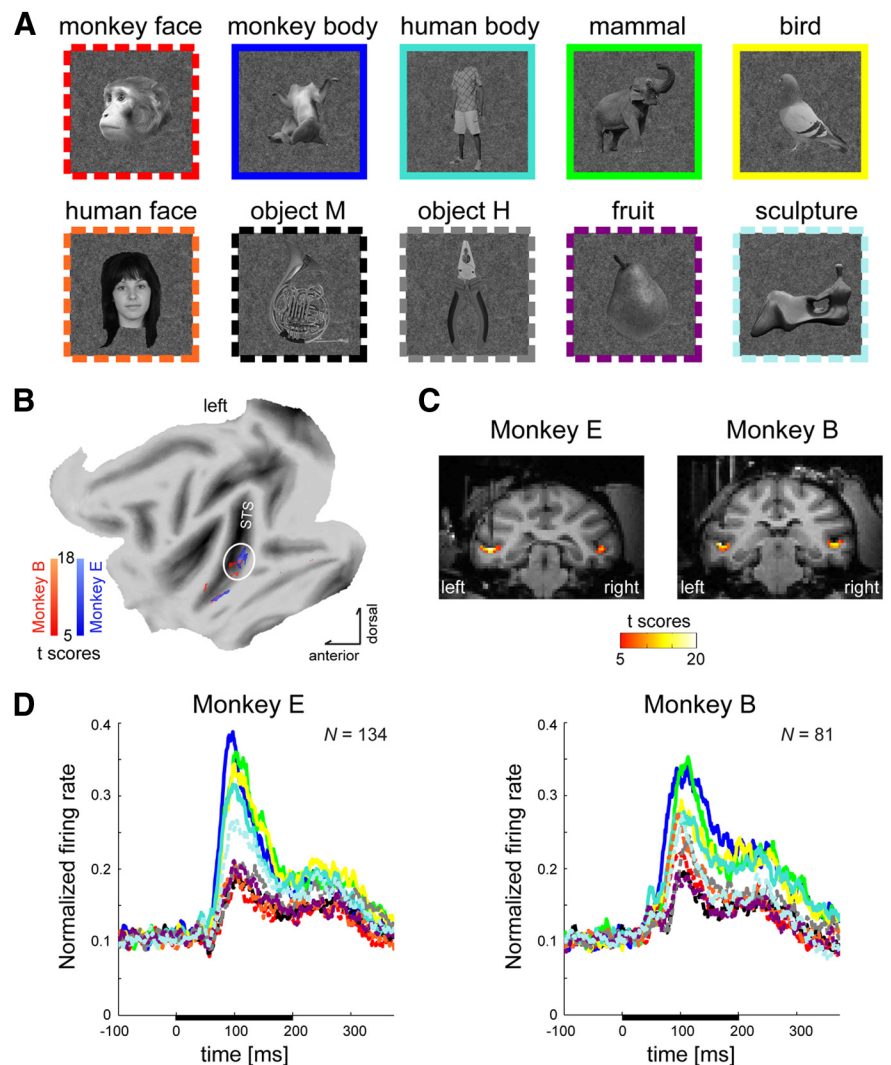 A
monkey face monkey body human body mammal bird
human face object M object H fruit sculpture
B
left
STS
18
5
Monkey B
Monkey E
t scores
dorsal
anterior
C
Monkey E Monkey B
left right left right
t scores
5 20
D
Monkey E
N = 134
0.4
0.3
0.2
0.1
0
Normalized firing rate
-100 0 100 200 300
time [ms]
Monkey B
N = 81
0.4
0.3
0.2
0.1
0
Normalized firing rate
-100 0 100 200 300
time [ms]